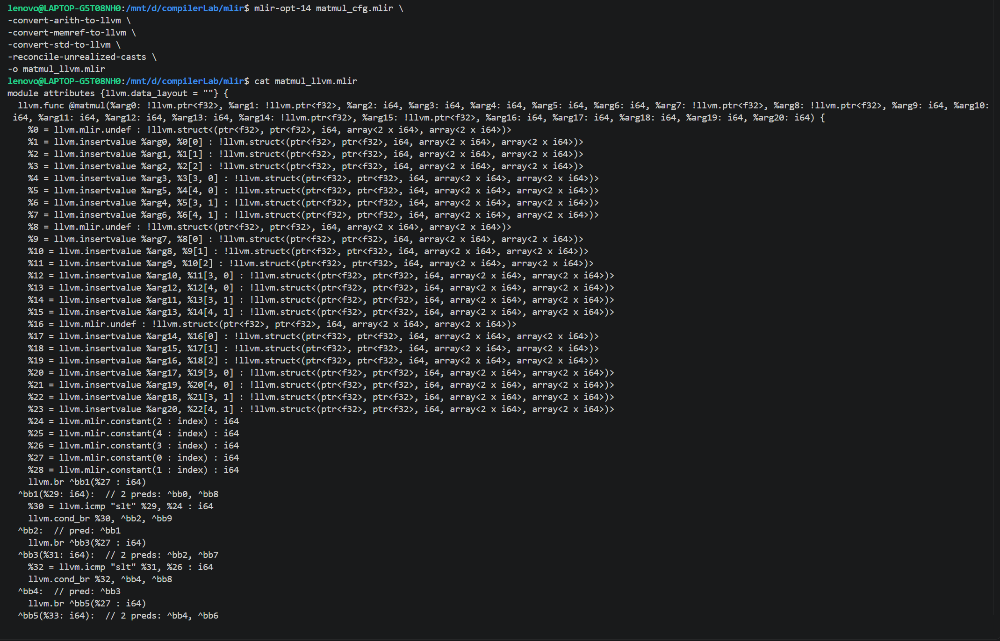 lenovo@LAPTOP-G5T08NH0:/mnt/d/compilerLab/mlir$ mlir-opt-14 matmul_cfg.mlir \
-convert-arith-to-llvm \
-convert-memref-to-llvm \
-convert-std-to-llvm \
-reconcile-unrealized-casts \
-o matmul_llvm.mlir
lenovo@LAPTOP-G5T08NH0:/mnt/d/compilerLab/mlir$ cat matmul_llvm.mlir
module attributes {llvm.data_layout = ""} {
  llvm.func @matmul(%arg0: !llvm.ptr<f32>, %arg1: !llvm.ptr<f32>, %arg2: i64, %arg3: i64, %arg4: i64, %arg5: i64, %arg6: i64, %arg7: !llvm.ptr<f32>, %arg8: !llvm.ptr<f32>, %arg9: i64, %arg10:
 i64, %arg11: i64, %arg12: i64, %arg13: i64, %arg14: !llvm.ptr<f32>, %arg15: !llvm.ptr<f32>, %arg16: i64, %arg17: i64, %arg18: i64, %arg19: i64, %arg20: i64) {
    %0 = llvm.mlir.undef : !llvm.struct<(ptr<f32>, ptr<f32>, i64, array<2 x i64>, array<2 x i64>)>
    %1 = llvm.insertvalue %arg0, %0[0] : !llvm.struct<(ptr<f32>, ptr<f32>, i64, array<2 x i64>, array<2 x i64>)>
    %2 = llvm.insertvalue %arg1, %1[1] : !llvm.struct<(ptr<f32>, ptr<f32>, i64, array<2 x i64>, array<2 x i64>)>
    %3 = llvm.insertvalue %arg2, %2[2] : !llvm.struct<(ptr<f32>, ptr<f32>, i64, array<2 x i64>, array<2 x i64>)>
    %4 = llvm.insertvalue %arg3, %3[3, 0] : !llvm.struct<(ptr<f32>, ptr<f32>, i64, array<2 x i64>, array<2 x i64>)>
    %5 = llvm.insertvalue %arg5, %4[4, 0] : !llvm.struct<(ptr<f32>, ptr<f32>, i64, array<2 x i64>, array<2 x i64>)>
    %6 = llvm.insertvalue %arg4, %5[3, 1] : !llvm.struct<(ptr<f32>, ptr<f32>, i64, array<2 x i64>, array<2 x i64>)>
    %7 = llvm.insertvalue %arg6, %6[4, 1] : !llvm.struct<(ptr<f32>, ptr<f32>, i64, array<2 x i64>, array<2 x i64>)>
    %8 = llvm.mlir.undef : !llvm.struct<(ptr<f32>, ptr<f32>, i64, array<2 x i64>, array<2 x i64>)>
    %9 = llvm.insertvalue %arg7, %8[0] : !llvm.struct<(ptr<f32>, ptr<f32>, i64, array<2 x i64>, array<2 x i64>)>
    %10 = llvm.insertvalue %arg8, %9[1] : !llvm.struct<(ptr<f32>, ptr<f32>, i64, array<2 x i64>, array<2 x i64>)>
    %11 = llvm.insertvalue %arg9, %10[2] : !llvm.struct<(ptr<f32>, ptr<f32>, i64, array<2 x i64>, array<2 x i64>)>
    %12 = llvm.insertvalue %arg10, %11[3, 0] : !llvm.struct<(ptr<f32>, ptr<f32>, i64, array<2 x i64>, array<2 x i64>)>
    %13 = llvm.insertvalue %arg12, %12[4, 0] : !llvm.struct<(ptr<f32>, ptr<f32>, i64, array<2 x i64>, array<2 x i64>)>
    %14 = llvm.insertvalue %arg11, %13[3, 1] : !llvm.struct<(ptr<f32>, ptr<f32>, i64, array<2 x i64>, array<2 x i64>)>
    %15 = llvm.insertvalue %arg13, %14[4, 1] : !llvm.struct<(ptr<f32>, ptr<f32>, i64, array<2 x i64>, array<2 x i64>)>
    %16 = llvm.mlir.undef : !llvm.struct<(ptr<f32>, ptr<f32>, i64, array<2 x i64>, array<2 x i64>)>
    %17 = llvm.insertvalue %arg14, %16[0] : !llvm.struct<(ptr<f32>, ptr<f32>, i64, array<2 x i64>, array<2 x i64>)>
    %18 = llvm.insertvalue %arg15, %17[1] : !llvm.struct<(ptr<f32>, ptr<f32>, i64, array<2 x i64>, array<2 x i64>)>
    %19 = llvm.insertvalue %arg16, %18[2] : !llvm.struct<(ptr<f32>, ptr<f32>, i64, array<2 x i64>, array<2 x i64>)>
    %20 = llvm.insertvalue %arg17, %19[3, 0] : !llvm.struct<(ptr<f32>, ptr<f32>, i64, array<2 x i64>, array<2 x i64>)>
    %21 = llvm.insertvalue %arg19, %20[4, 0] : !llvm.struct<(ptr<f32>, ptr<f32>, i64, array<2 x i64>, array<2 x i64>)>
    %22 = llvm.insertvalue %arg18, %21[3, 1] : !llvm.struct<(ptr<f32>, ptr<f32>, i64, array<2 x i64>, array<2 x i64>)>
    %23 = llvm.insertvalue %arg20, %22[4, 1] : !llvm.struct<(ptr<f32>, ptr<f32>, i64, array<2 x i64>, array<2 x i64>)>
    %24 = llvm.mlir.constant(2 : index) : i64
    %25 = llvm.mlir.constant(4 : index) : i64
    %26 = llvm.mlir.constant(3 : index) : i64
    %27 = llvm.mlir.constant(0 : index) : i64
    %28 = llvm.mlir.constant(1 : index) : i64
    llvm.br ^bb1(%27 : i64)
  ^bb1(%29: i64):  // 2 preds: ^bb0, ^bb8
    %30 = llvm.icmp "slt" %29, %24 : i64
    llvm.cond_br %30, ^bb2, ^bb9
  ^bb2:  // pred: ^bb1
    llvm.br ^bb3(%27 : i64)
  ^bb3(%31: i64):  // 2 preds: ^bb2, ^bb7
    %32 = llvm.icmp "slt" %31, %26 : i64
    llvm.cond_br %32, ^bb4, ^bb8
  ^bb4:  // pred: ^bb3
    llvm.br ^bb5(%27 : i64)
  ^bb5(%33: i64):  // 2 preds: ^bb4, ^bb6